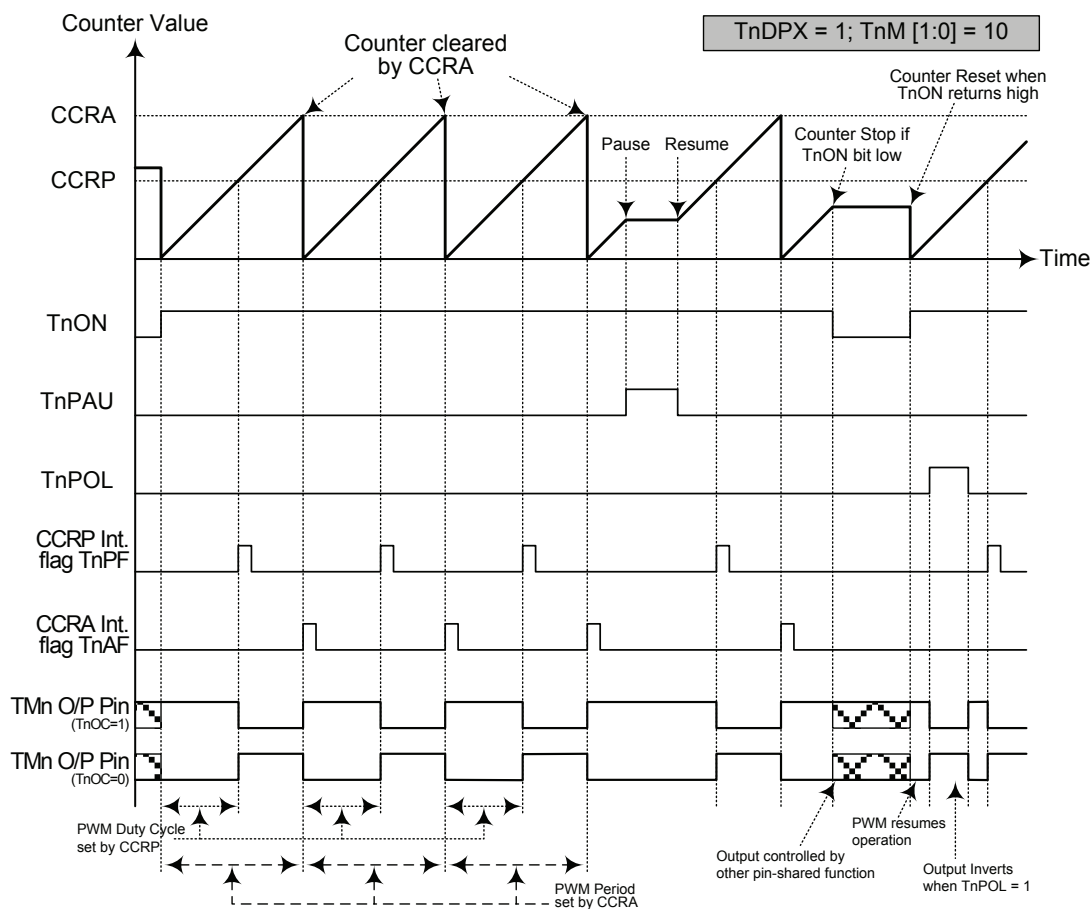 Counter Value
TnDPX = 1; TnM [1:0] = 10
Counter cleared
by CCRA
Counter Reset when
TnON returns high
CCRA
Pause
Resume
Counter Stop if
TnON bit low
CCRP
Time
TnON
TnPAU
TnPOL
CCRP Int.
flag TnPF
CCRA Int.
flag TnAF
TMn O/P Pin
(TnOC=1)
TMn O/P Pin
(TnOC=0)
PWM Duty Cycle
set by CCRP
PWM Period
set by CCRA
Output controlled by
other pin-shared function
PWM resumes
operation
Output Inverts
when TnPOL = 1